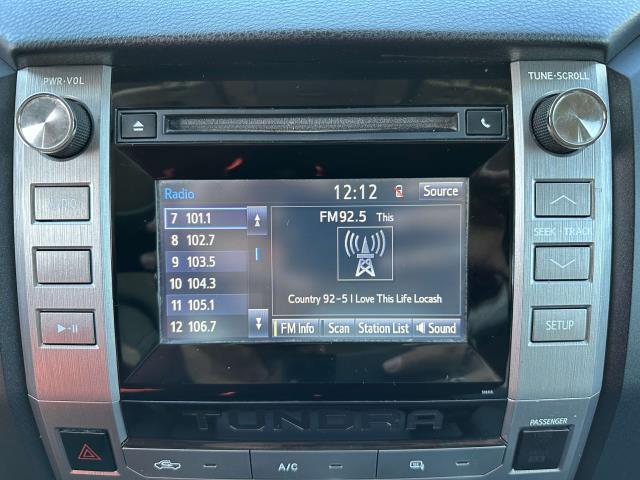 PWR•VOL
TUNE•SCROLL
Radio
12:12
Source
7 101.1
8 102.7
9 103.5
10 104.3
11 105.1
12 106.7
FM92.5 This
Country 92-5 I Love This Life Locash
FM Info
Scan
Station List
Sound
AUDIO
SEEK•TRACK
SETUP
TUNDRA
PASSENGER
A/C